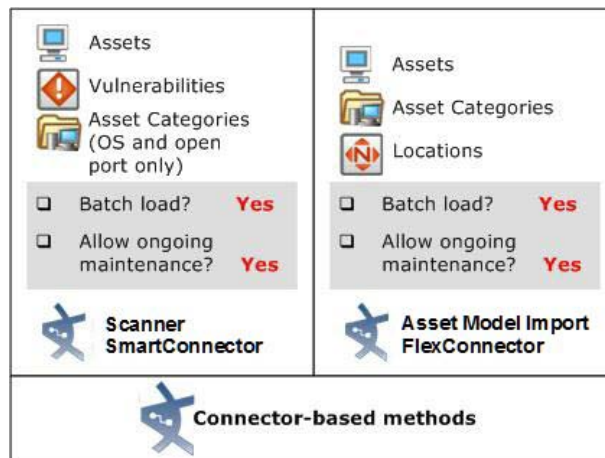 Assets
Vulnerabilities
Asset Categories
(OS and open
port only)
Batch load? Yes
Allow ongoing
maintenance? Yes
Scanner
SmartConnector
Assets
Asset Categories
N
Locations
Batch load? Yes
Allow ongoing
maintenance? Yes
Asset Model Import
FlexConnector
Connector-based methods